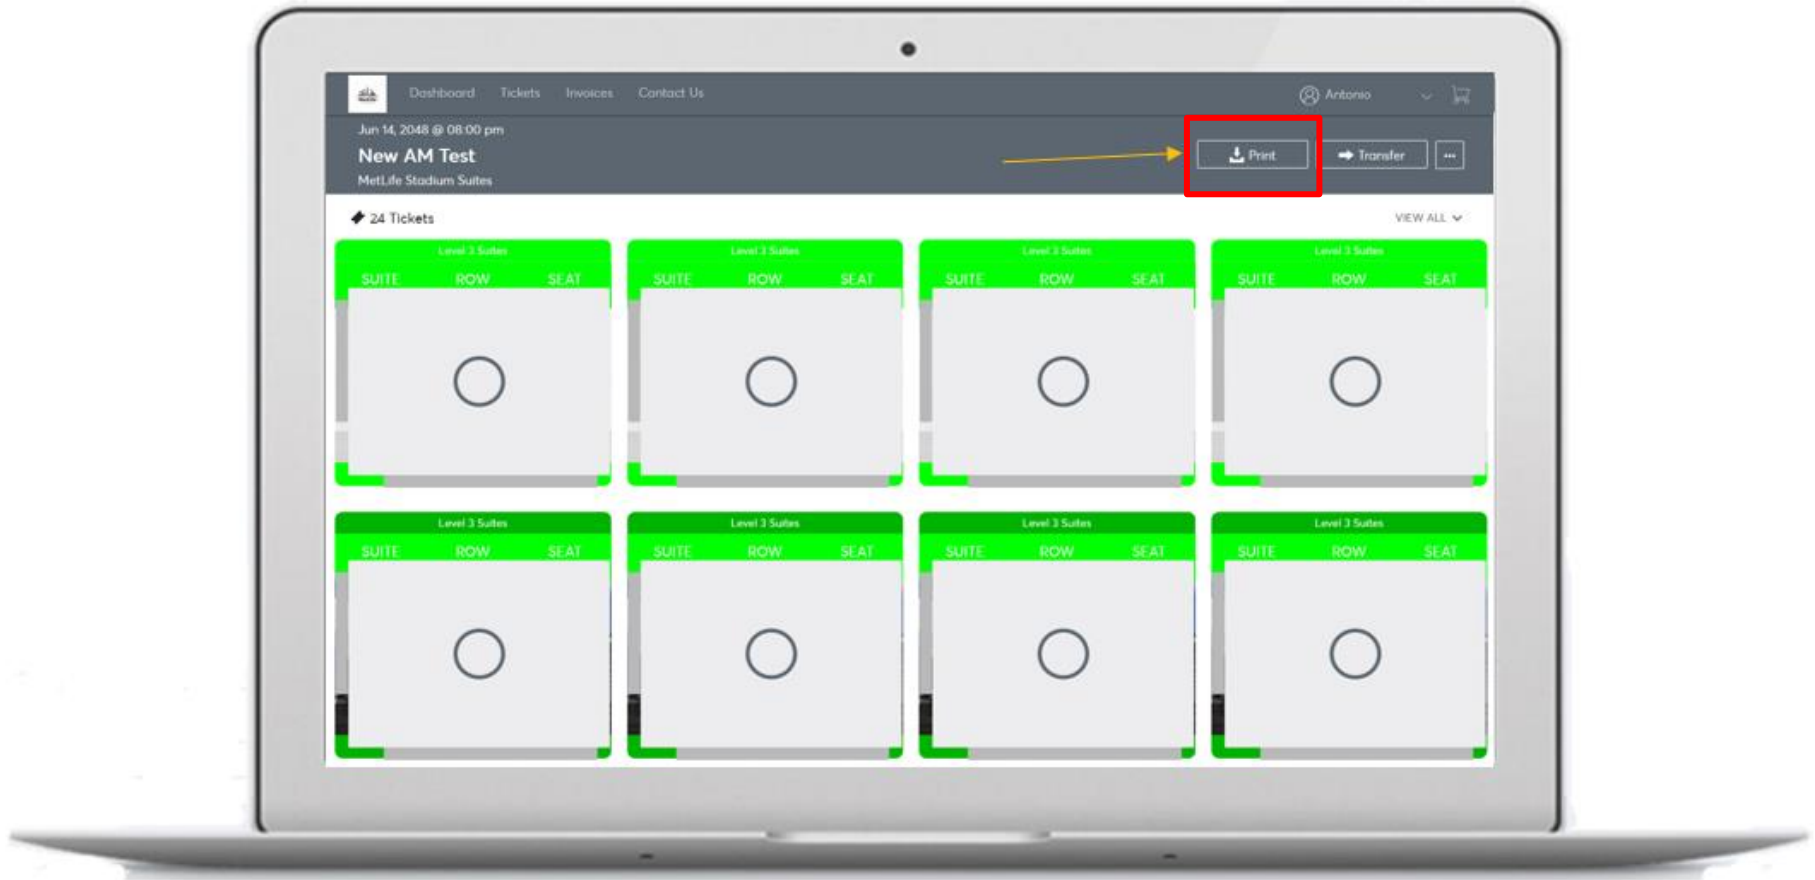 Dashboard Tickets Invoices Contact Us Antonio
Jun 14, 2048 @ 08:00 pm
New AM Test
MetLife Stadium Suites
Print Transfer
24 Tickets VIEW ALL
Level 3 Suites Level 3 Suites Level 3 Suites Level 3 Suites
SUITE ROW SEAT SUITE ROW SEAT SUITE ROW SEAT SUITE ROW SEAT
Level 3 Suites Level 3 Suites Level 3 Suites Level 3 Suites
SUITE ROW SEAT SUITE ROW SEAT SUITE ROW SEAT SUITE ROW SEAT